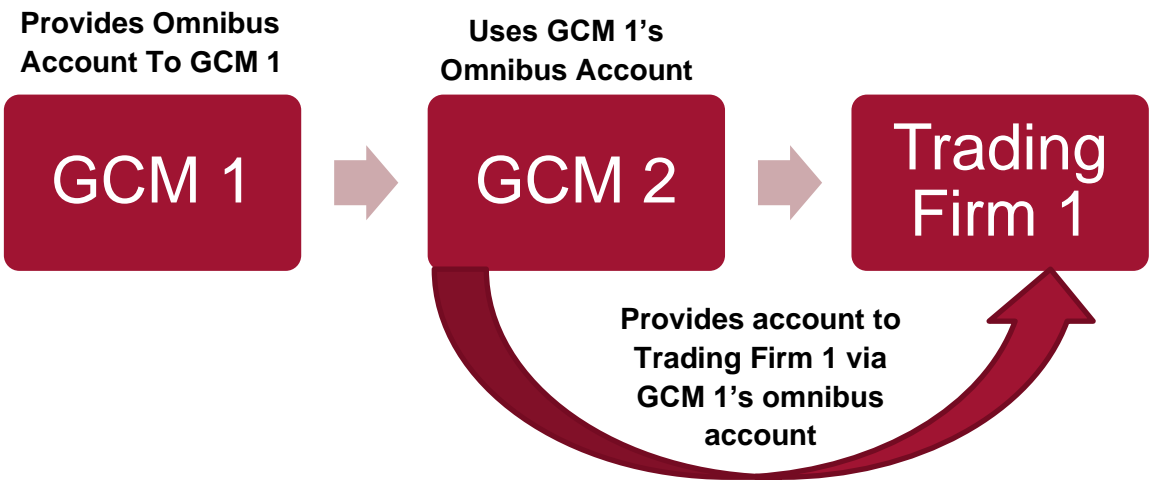 Provides Omnibus
Account To GCM 1
Uses GCM 1’s
Omnibus Account
GCM 1
GCM 2
Trading
Firm 1
Provides account to
Trading Firm 1 via
GCM 1’s omnibus
account